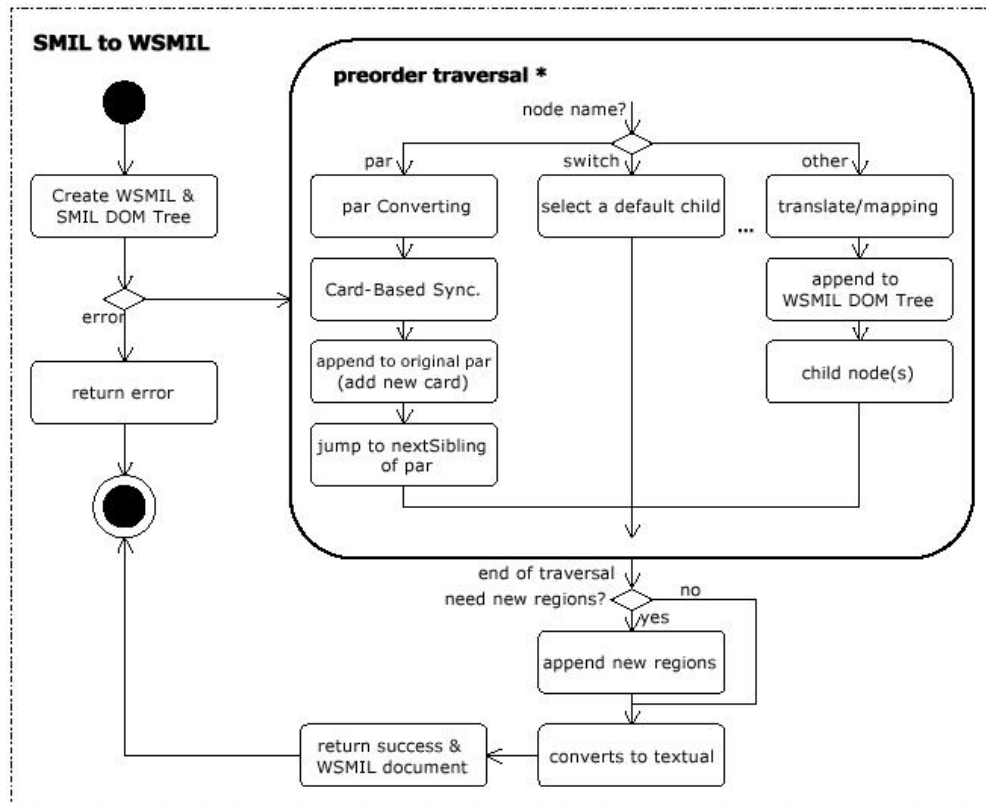 SMIL to WSMIL
preorder traversal *
node name?
par
switch
other
Create WSMIL &
SMIL DOM Tree
par Converting
select a default child
...
translate/mapping
error
Card-Based Sync.
append to
WSMIL DOM Tree
return error
append to original par
(add new card)
child node(s)
jump to nextSibling
of par
end of traversal
need new regions?
no
yes
append new regions
return success &
WSMIL document
converts to textual